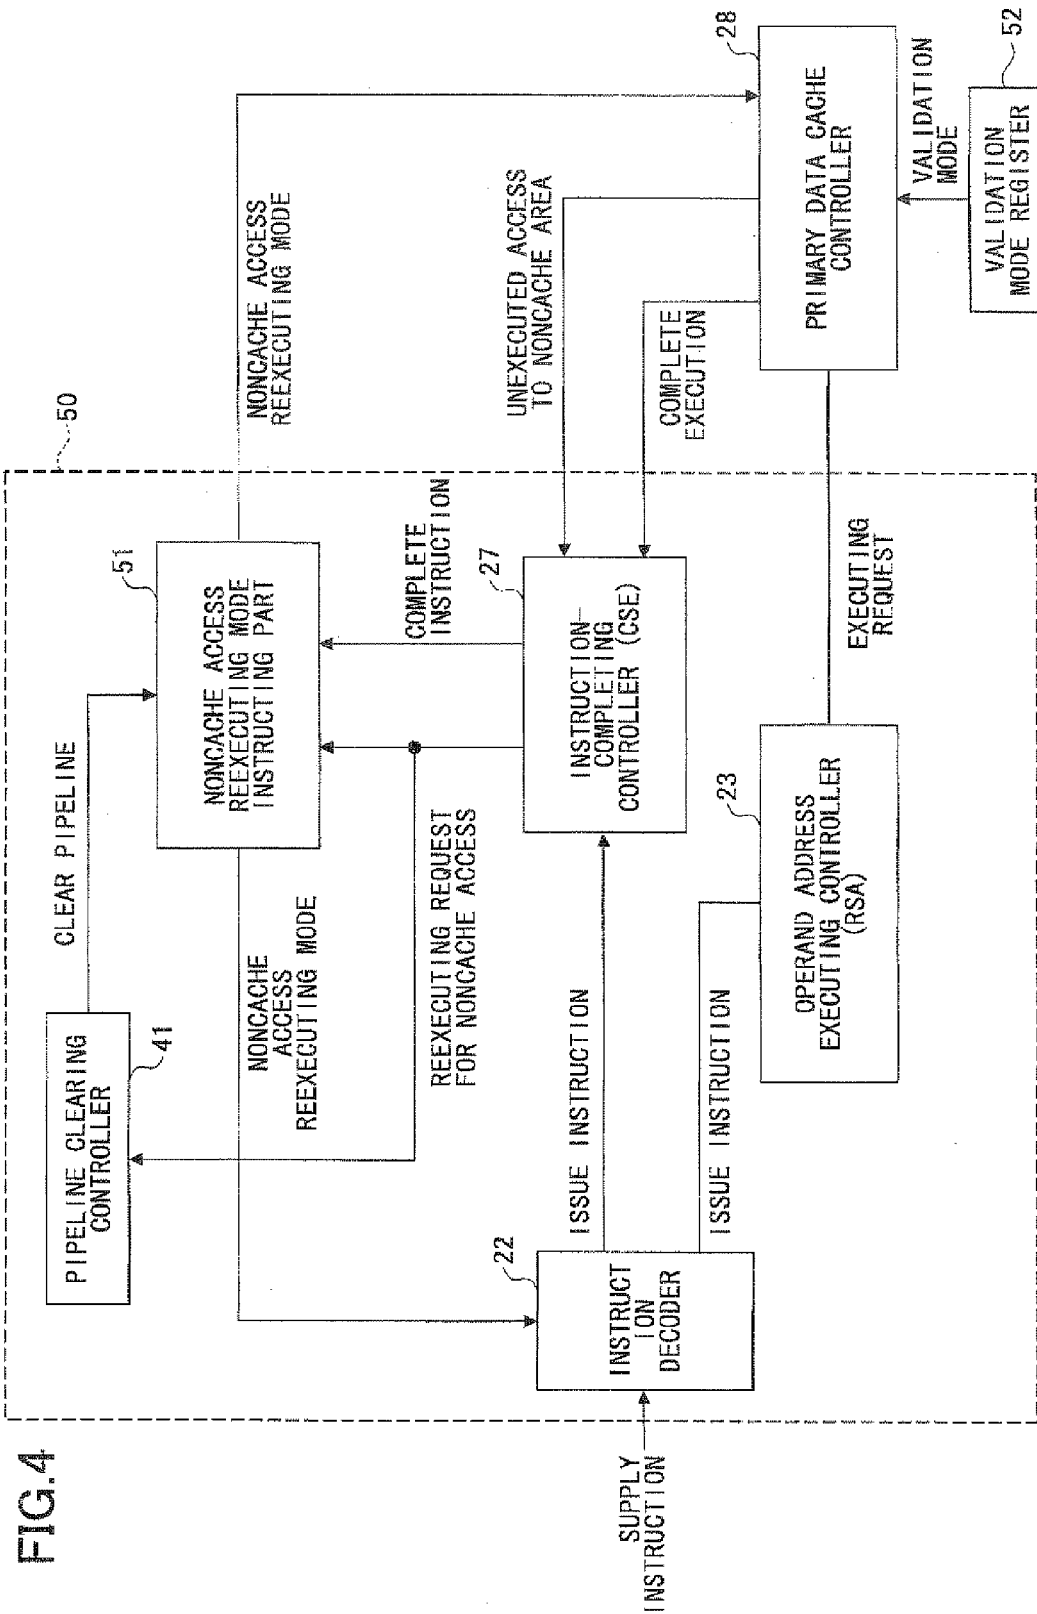 FIG.4
50
PIPELINE CLEARING
CONTROLLER
41
CLEAR PIPELINE
NONCACHE ACCESS
REEXECUTING MODE
INSTRUCTING PART
51
NONCACHE ACCESS
REEXECUTING MODE
NONCACHE
ACCESS
REEXECUTING MODE
REEXECUTING REQUEST
FOR NONCACHE ACCESS
COMPLETE
INSTRUCTION
UNEXECUTED ACCESS
TO NONCACHE AREA
COMPLETE
EXECUTION
SUPPLY
INSTRUCTION
INSTRUCT
ION
DECODER
22
ISSUE INSTRUCTION
ISSUE INSTRUCTION
INSTRUCTION-
COMPLETING
CONTROLLER (CSE)
27
OPERAND ADDRESS
EXECUTING CONTROLLER
(RSA)
23
EXECUTING
REQUEST
PRIMARY DATA CACHE
CONTROLLER
28
VALIDATION
MODE
VALIDATION
MODE REGISTER
52